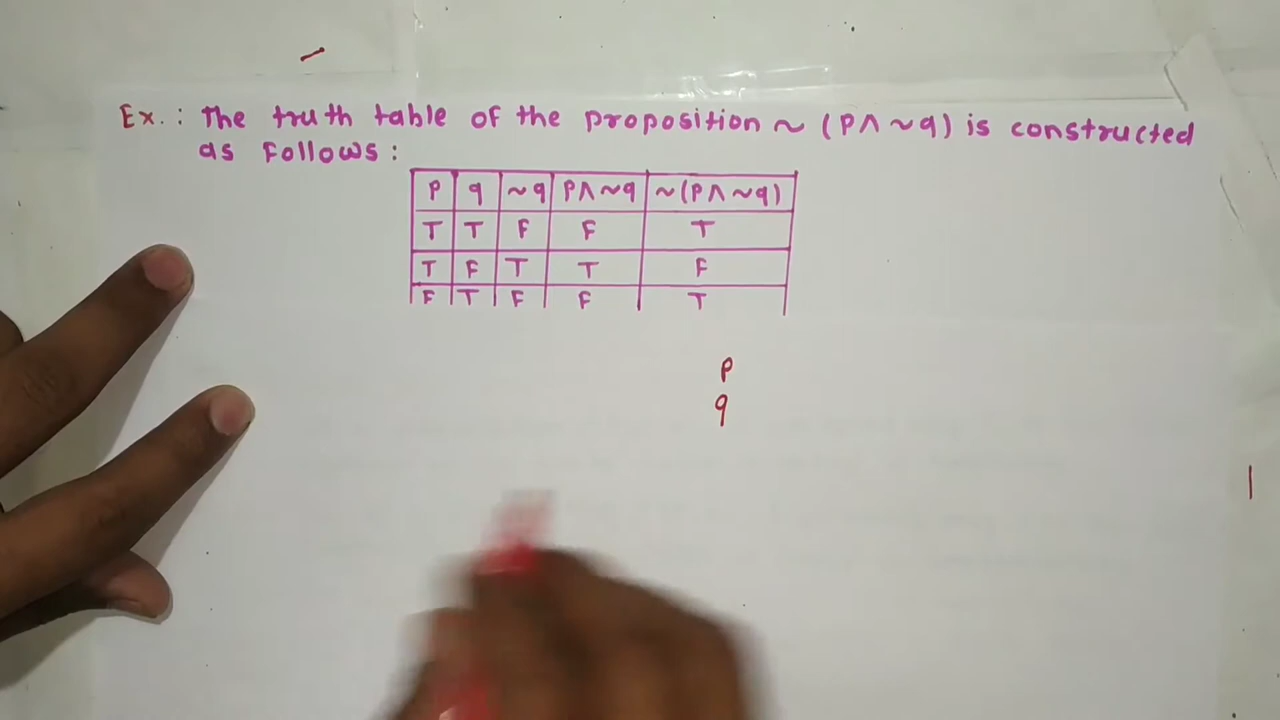 Ex. : The truth table of the proposition ~ (P∧ ~q) is constructed
as follows :
P q ~q P∧ ~q ~(P∧ ~q)
T T F F T
T F T T F
F T F F T
P
q